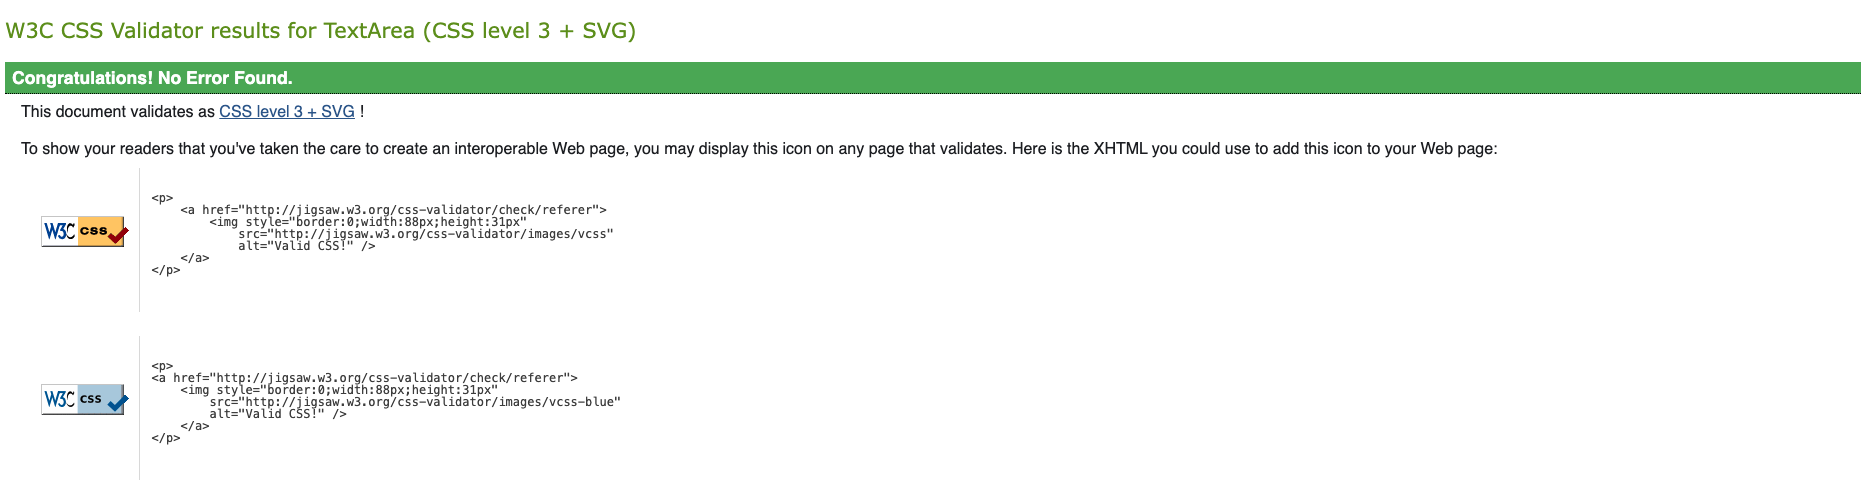 W3C CSS Validator results for TextArea (CSS level 3 + SVG)
Congratulations! No Error Found.
This document validates as CSS level 3 + SVG !
To show your readers that you've taken the care to create an interoperable Web page, you may display this icon on any page that validates. Here is the XHTML you could use to add this icon to your Web page:
W3C css
<p>
    <a href="http://jigsaw.w3.org/css-validator/check/referer">
        <img style="border:0;width:88px;height:31px"
            src="http://jigsaw.w3.org/css-validator/images/vcss"
            alt="Valid CSS!" />
    </a>
</p>
W3C css
<p>
<a href="http://jigsaw.w3.org/css-validator/check/referer">
    <img style="border:0;width:88px;height:31px"
        src="http://jigsaw.w3.org/css-validator/images/vcss-blue"
        alt="Valid CSS!" />
    </a>
</p>